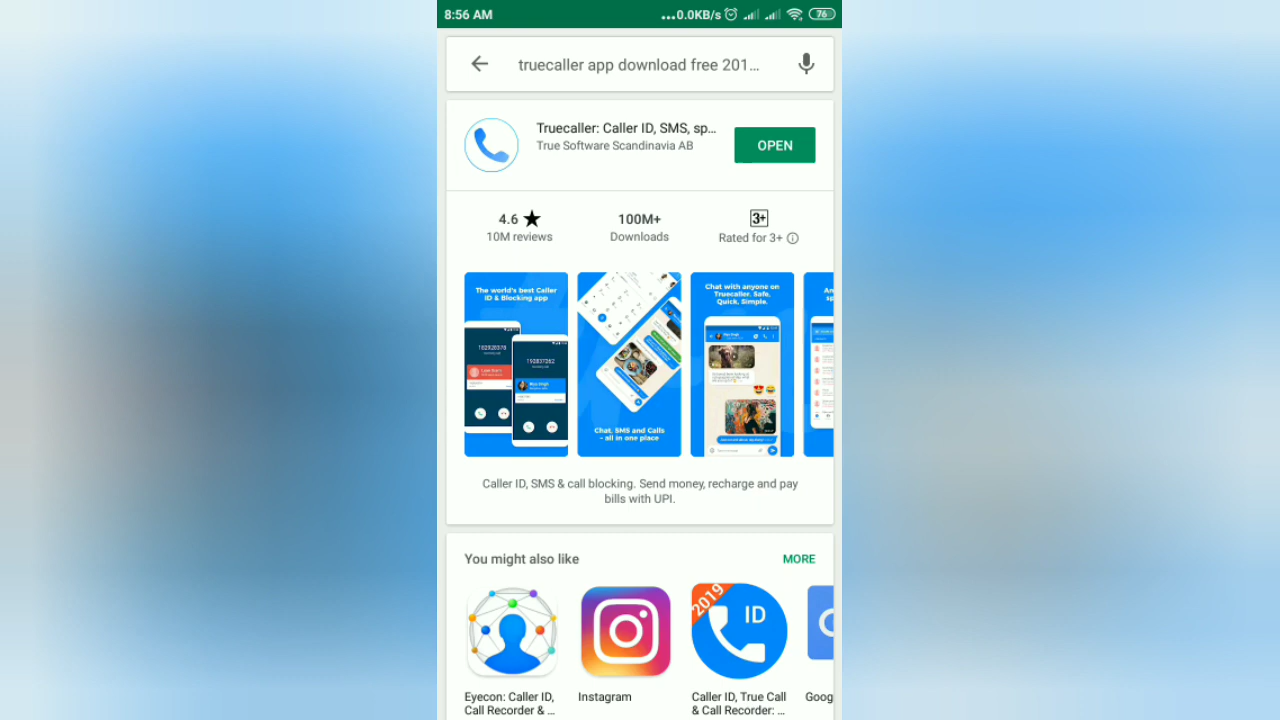 8:56 AM
...0.0KB/s
76
truecaller app download free 201...
Truecaller: Caller ID, SMS, sp...
True Software Scandinavia AB
OPEN
4.6 ★
10M reviews
100M+
Downloads
3+
Rated for 3+
The world's best Caller
ID & Blocking app
162920376
193837262
Chat, SMS and Calls
- all in one place
Chat with anyone on
Truecaller. Safe,
Quick, Simple.
An
sp
Caller ID, SMS & call blocking. Send money, recharge and pay
bills with UPI.
You might also like
MORE
2019
ID
Eyecon: Caller ID,
Call Recorder & ...
Instagram
Caller ID, True Call
& Call Recorder: ...
Goog